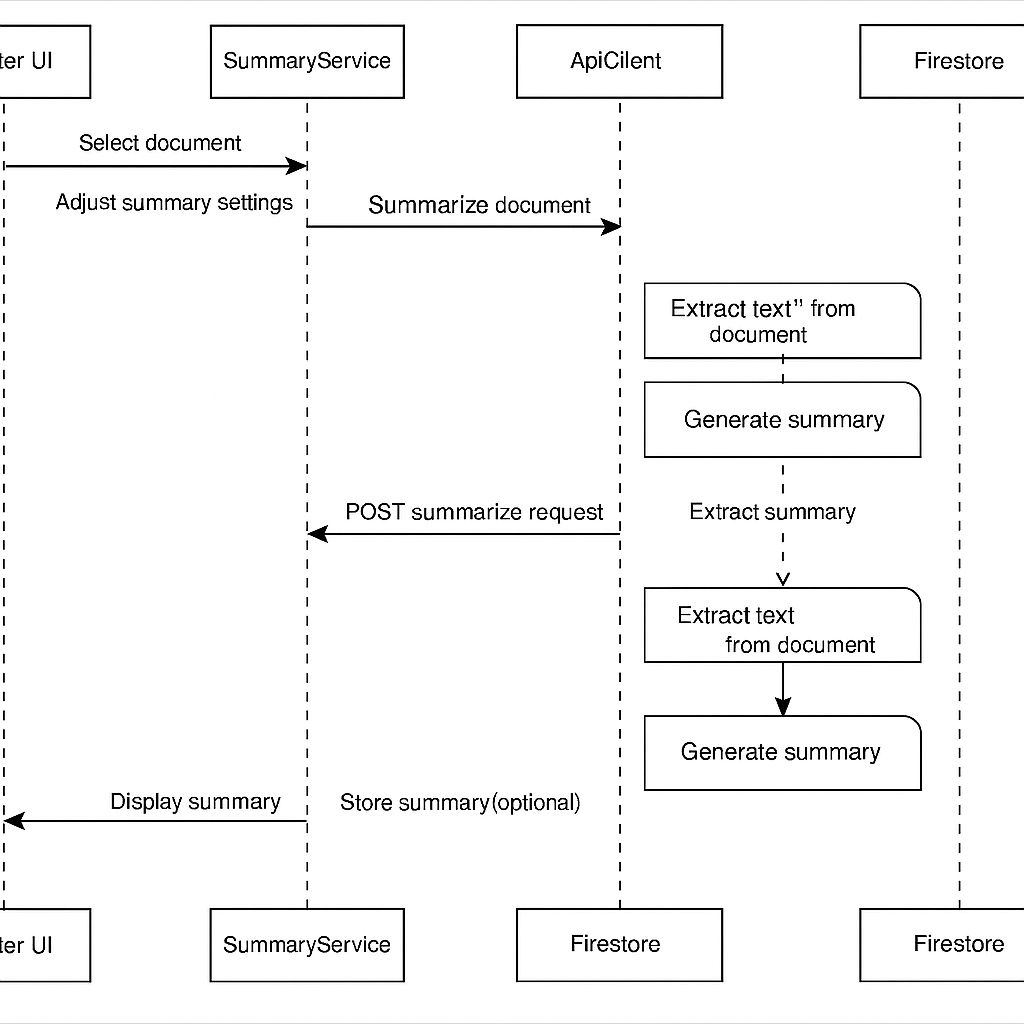 ter UI
SummaryService
ApiCilent
Firestore
Select document
Adjust summary settings
Summarize document
Extract text” from
document
Generate summary
POST summarize request
Extract summary
Extract text
from document
Generate summary
Display summary
Store summary(optional)
ter UI
SummaryService
Firestore
Firestore